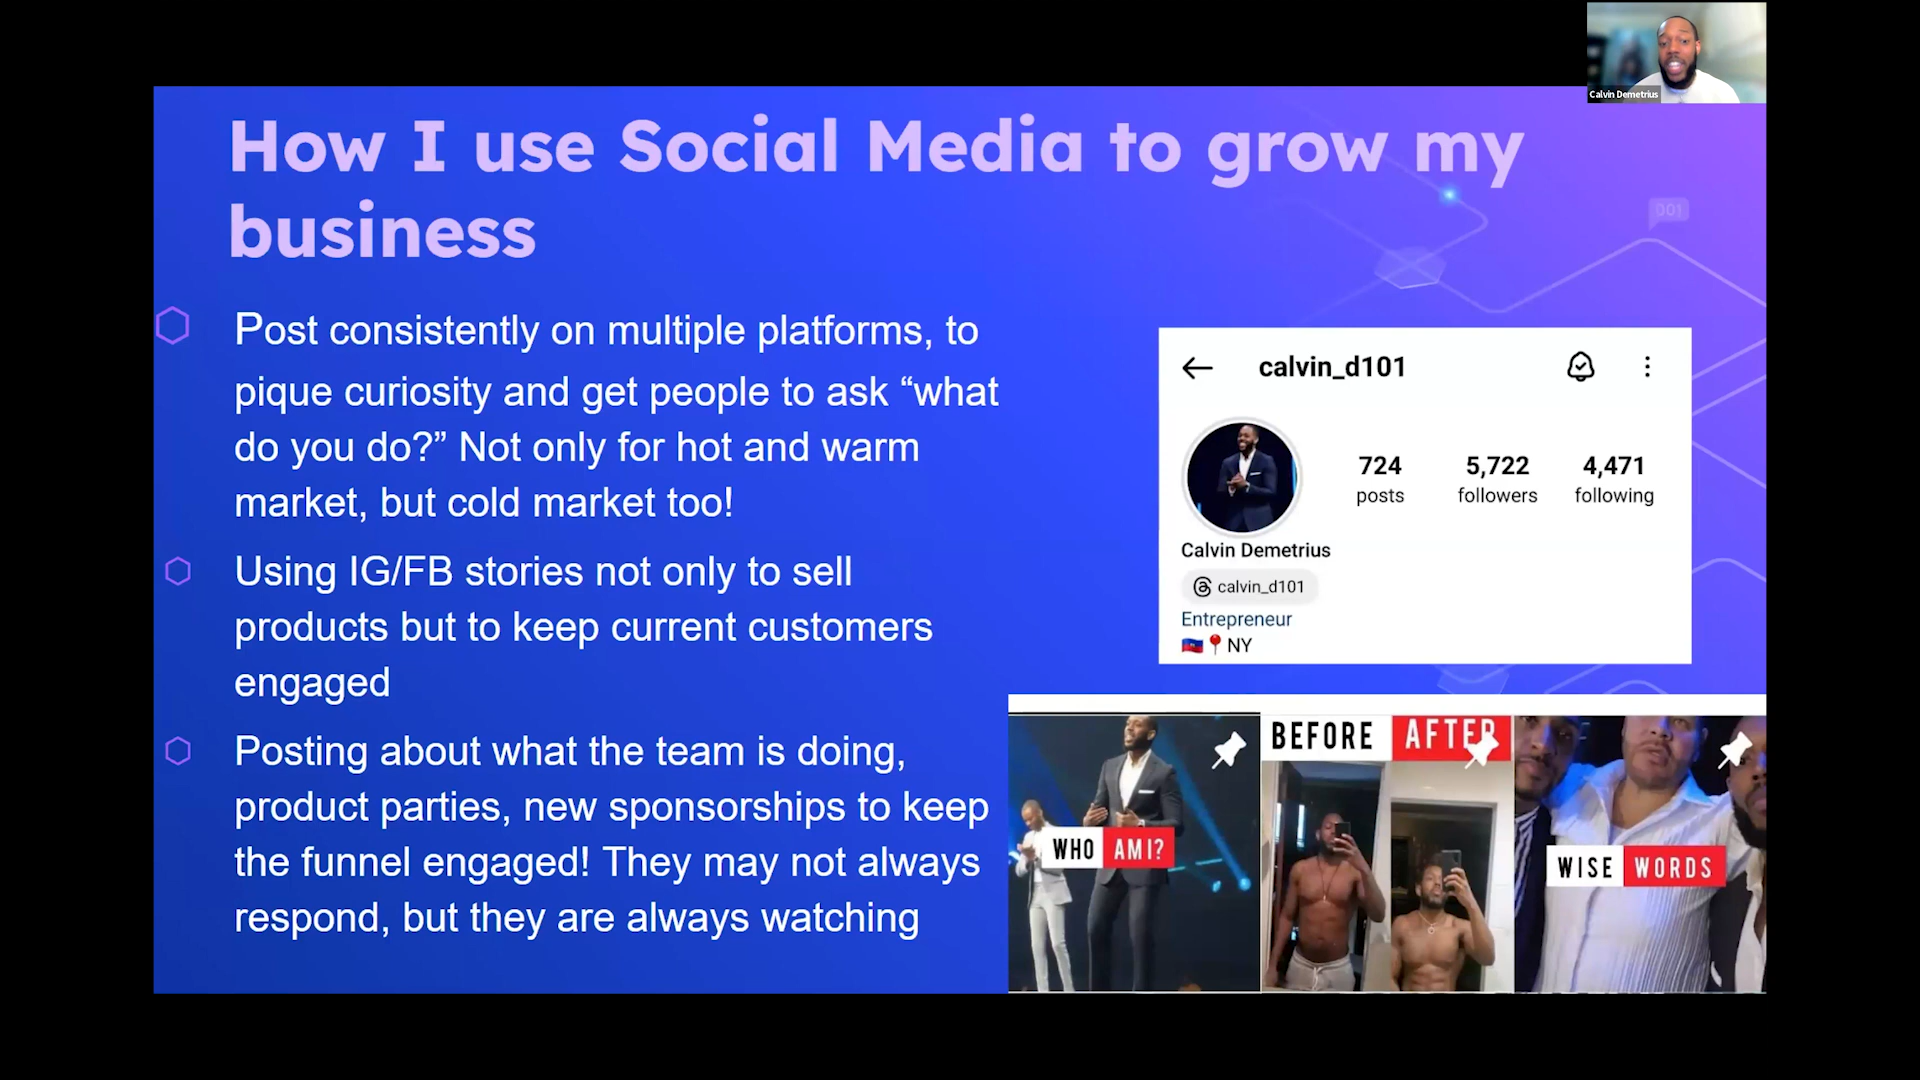 Calvin Demetrius
How I use Social Media to grow my
business
001
Post consistently on multiple platforms, to
pique curiosity and get people to ask “what
do you do?” Not only for hot and warm
market, but cold market too!
Using IG/FB stories not only to sell
products but to keep current customers
engaged
Posting about what the team is doing,
product parties, new sponsorships to keep
the funnel engaged! They may not always
respond, but they are always watching
calvin_d101
724 5,722 4,471
posts followers following
Calvin Demetrius
calvin_d101
Entrepreneur
NY
WHO AM I?
BEFORE AFTER
WISE WORDS